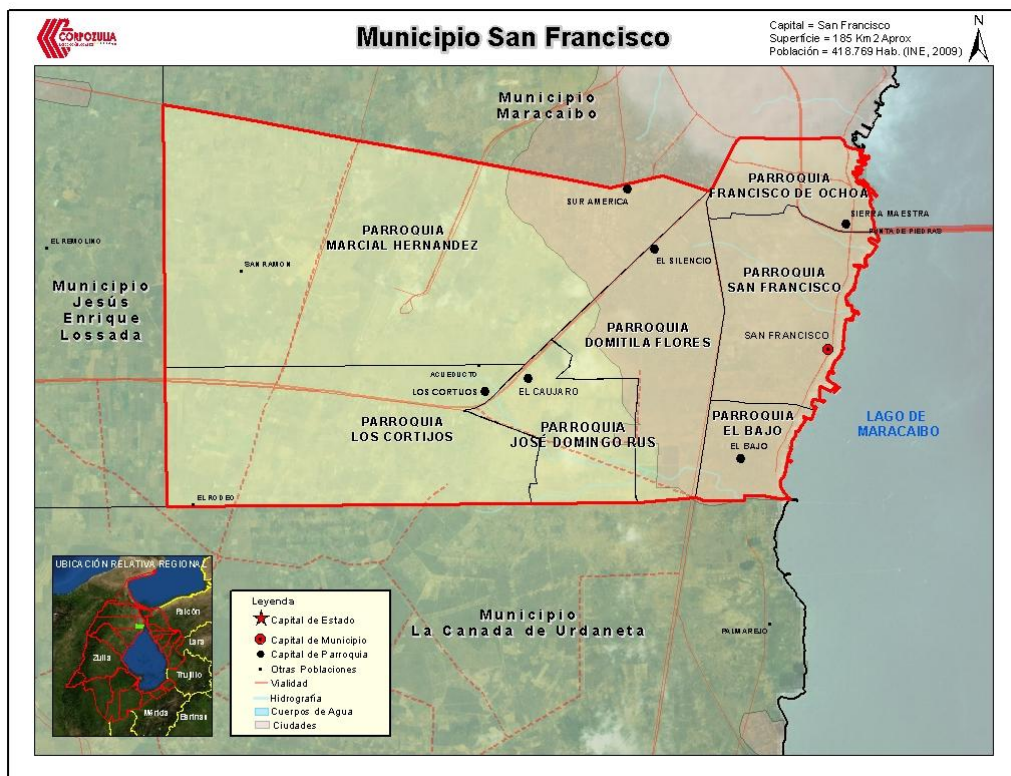 CORPOZULIA
Municipio San Francisco
Capital = San Francisco
Superficie = 185 Km 2 Aprox
Población = 418.769 Hab. (INE, 2009)
N
Municipio
Maracaibo
PARROQUIA
FRANCISCO DE OCHOA
SUR AMERICA
SIERRA MAESTRA
PUNTA DE PIEDRAS
PARROQUIA
MARCIAL HERNANDEZ
EL REMOLINO
SAN RAMON
EL SILENCIO
PARROQUIA
SAN FRANCISCO
Municipio
Jesús
Enrique
Lossada
PARROQUIA
DOMITILA FLORES
SAN FRANCISCO
ACUEDUCTO
LOS CORTIJOS
EL CAUJARO
PARROQUIA
LOS CORTIJOS
PARROQUIA
JOSE DOMINGO RUS
PARROQUIA
EL BAJO
EL BAJO
LAGO DE
MARACAIBO
EL RODEO
UBICACIÓN RELATIVA REGIONAL
Falcón
Lara
Zulia
Trujillo
Mérida
Barinas
Leyenda
Capital de Estado
Capital de Municipio
Capital de Parroquia
Otras Poblaciones
Vialidad
Hidrografía
Cuerpos de Agua
Ciudades
Municipio
La Canada de Urdaneta
PALMAREJO